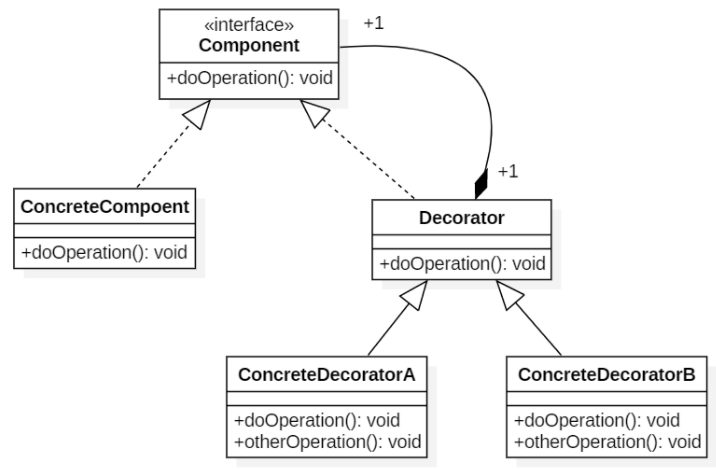 «interface»
Component
+doOperation(): void
+1
+1
ConcreteCompoent
+doOperation(): void
Decorator
+doOperation(): void
ConcreteDecoratorA
+doOperation(): void
+otherOperation(): void
ConcreteDecoratorB
+doOperation(): void
+otherOperation(): void